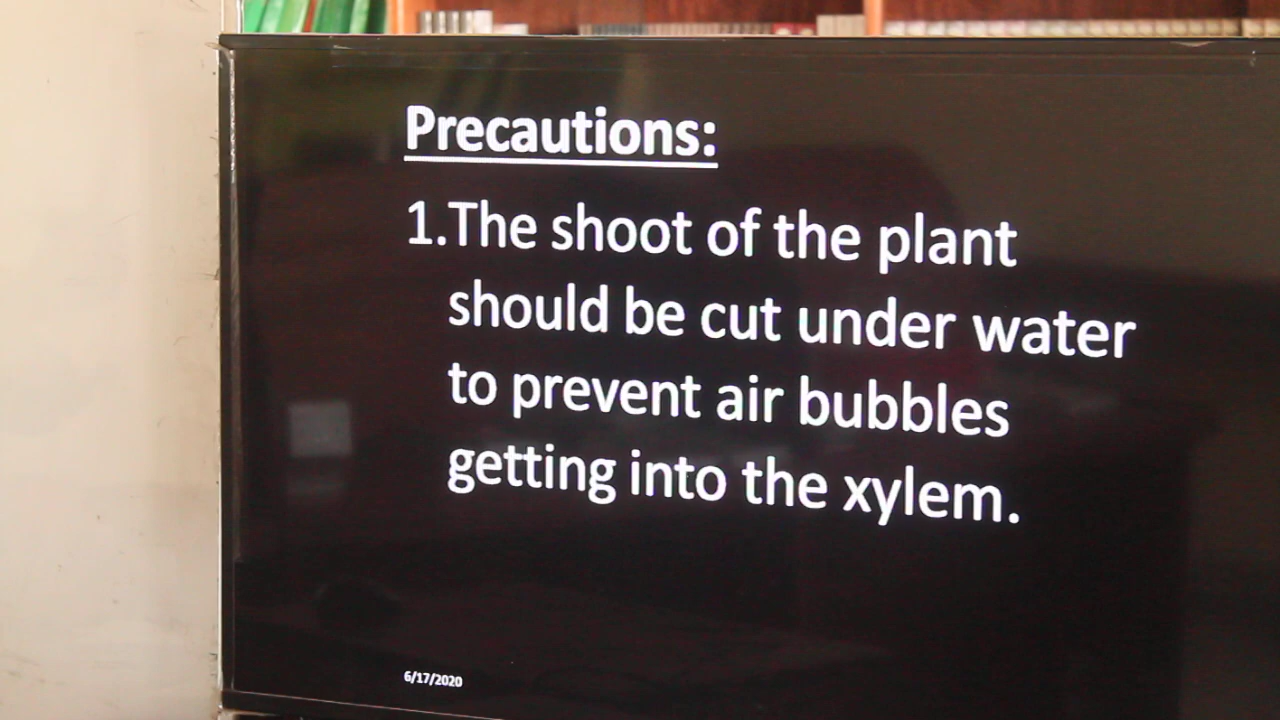 Precautions:
1.The shoot of the plant
should be cut under water
to prevent air bubbles
getting into the xylem.
6/17/2020